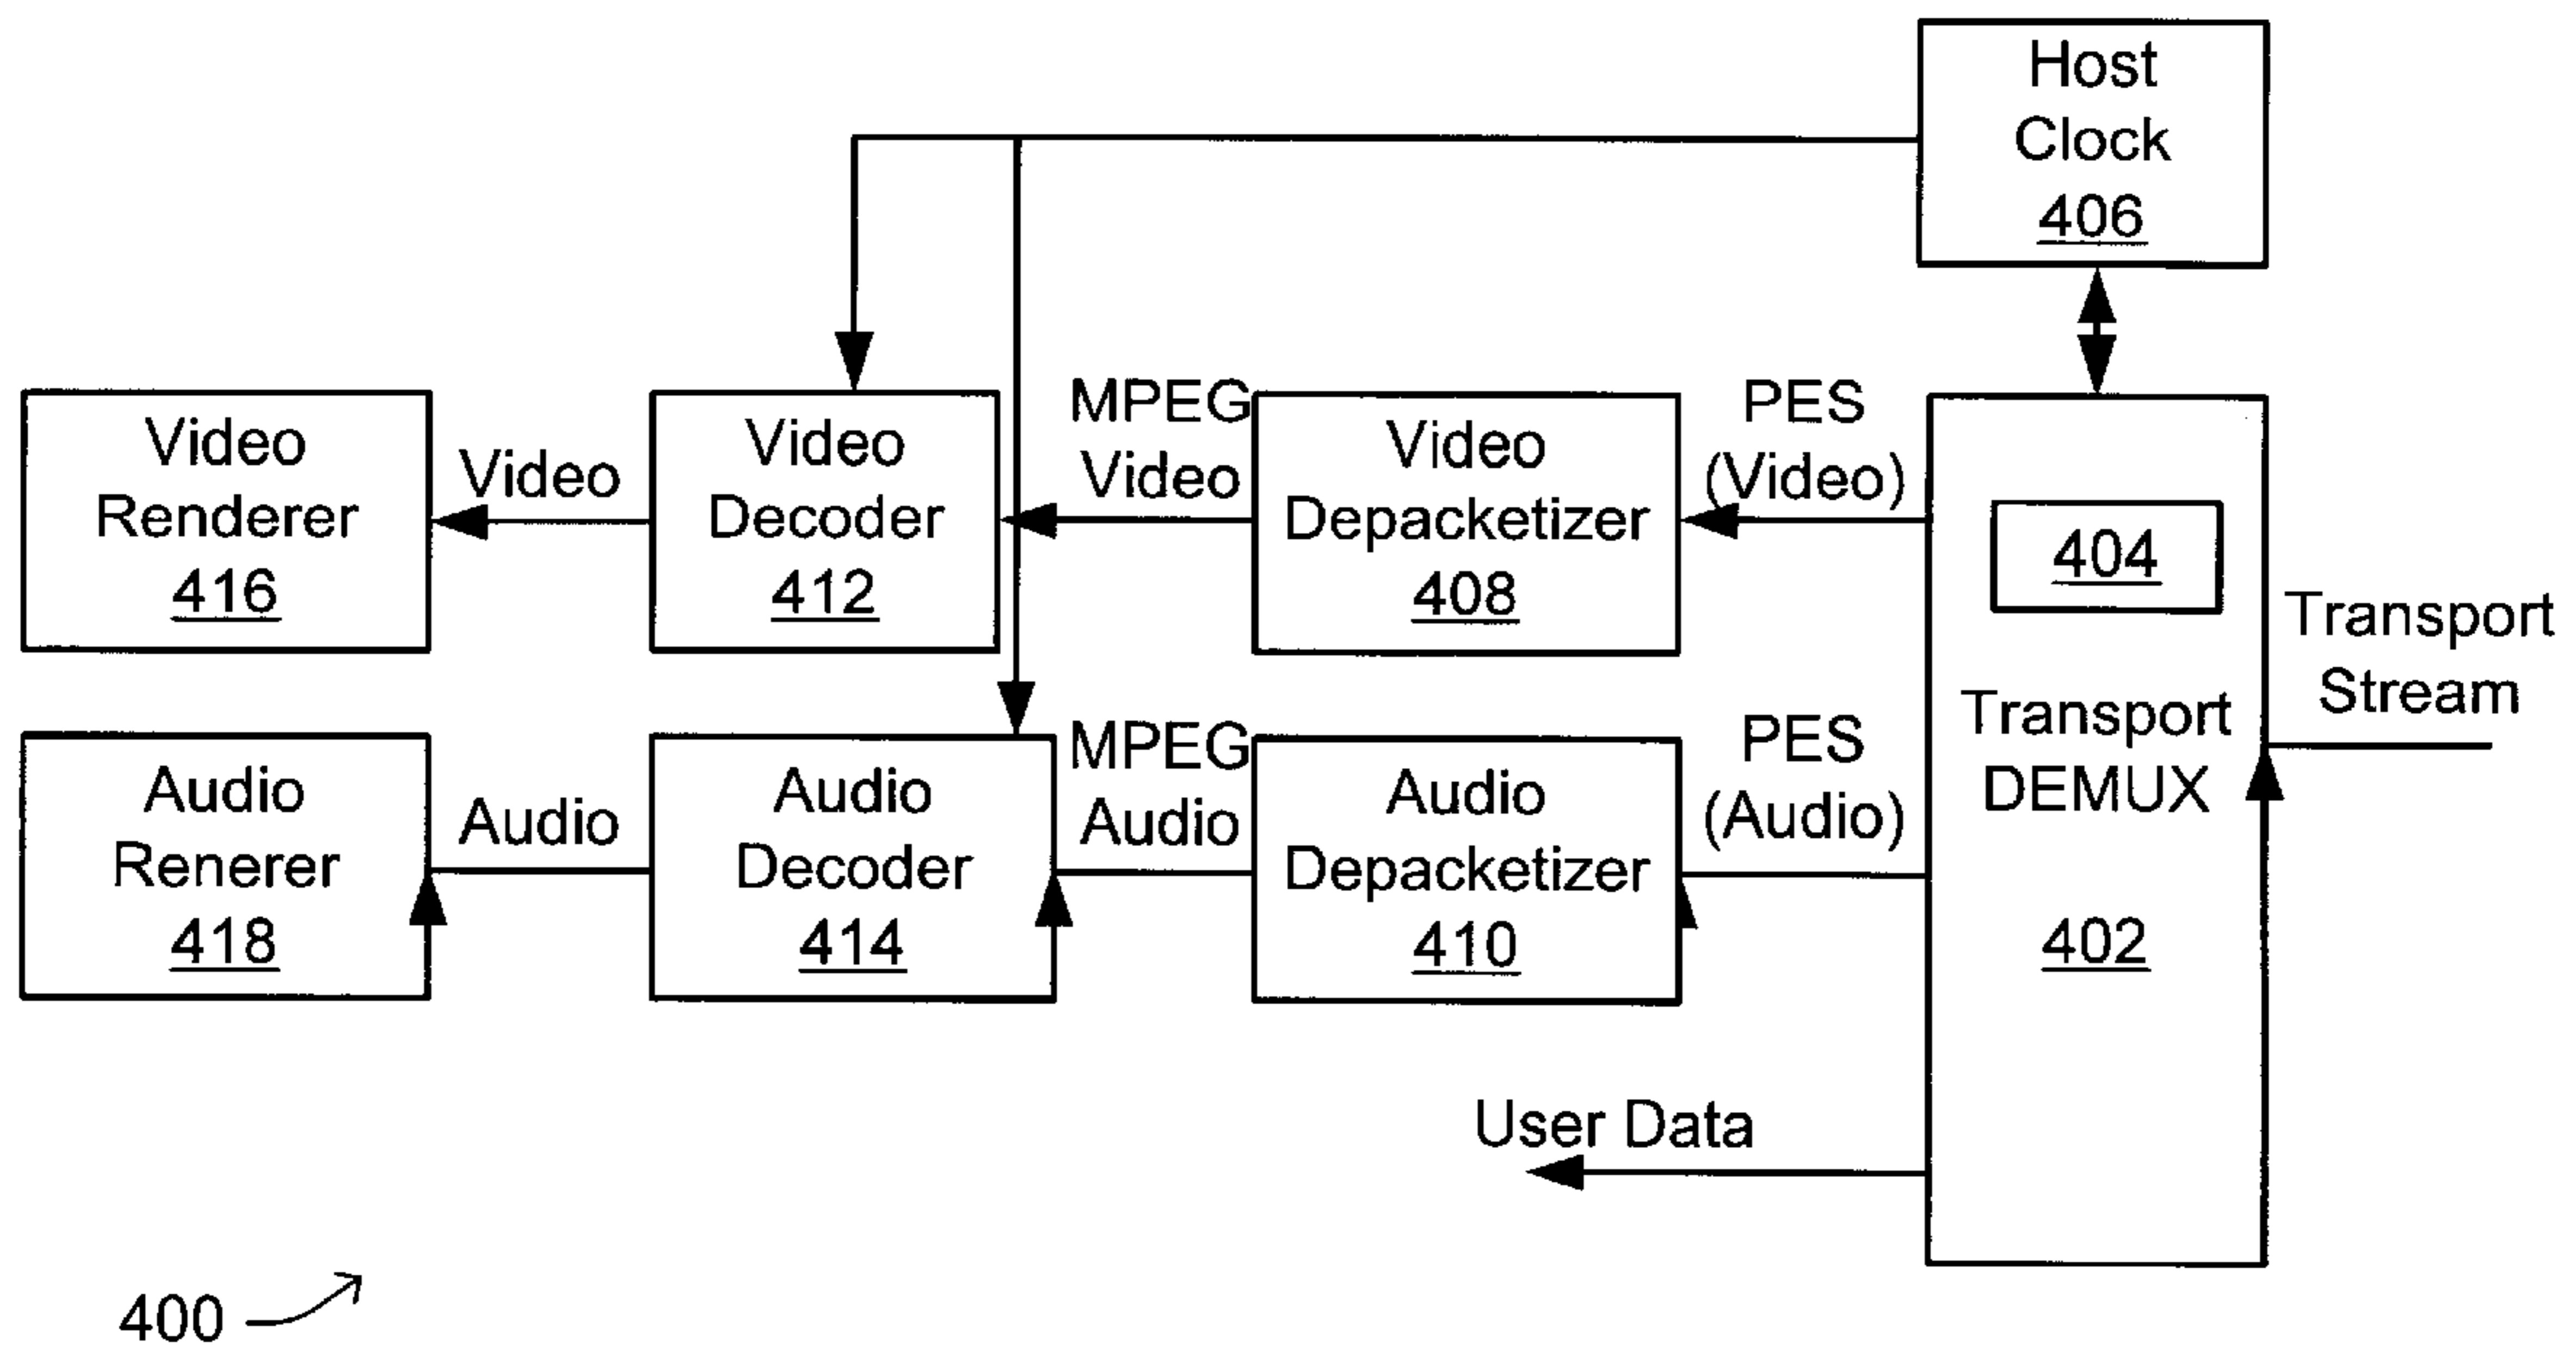 Host
Clock
406
Video
Renderer
416
Video
Video
Decoder
412
MPEG
Video
Video
Depacketizer
408
PES
(Video)
404
Transport
DEMUX
402
Transport
Stream
Audio
Renerer
418
Audio
Audio
Decoder
414
MPEG
Audio
Audio
Depacketizer
410
PES
(Audio)
User Data
400